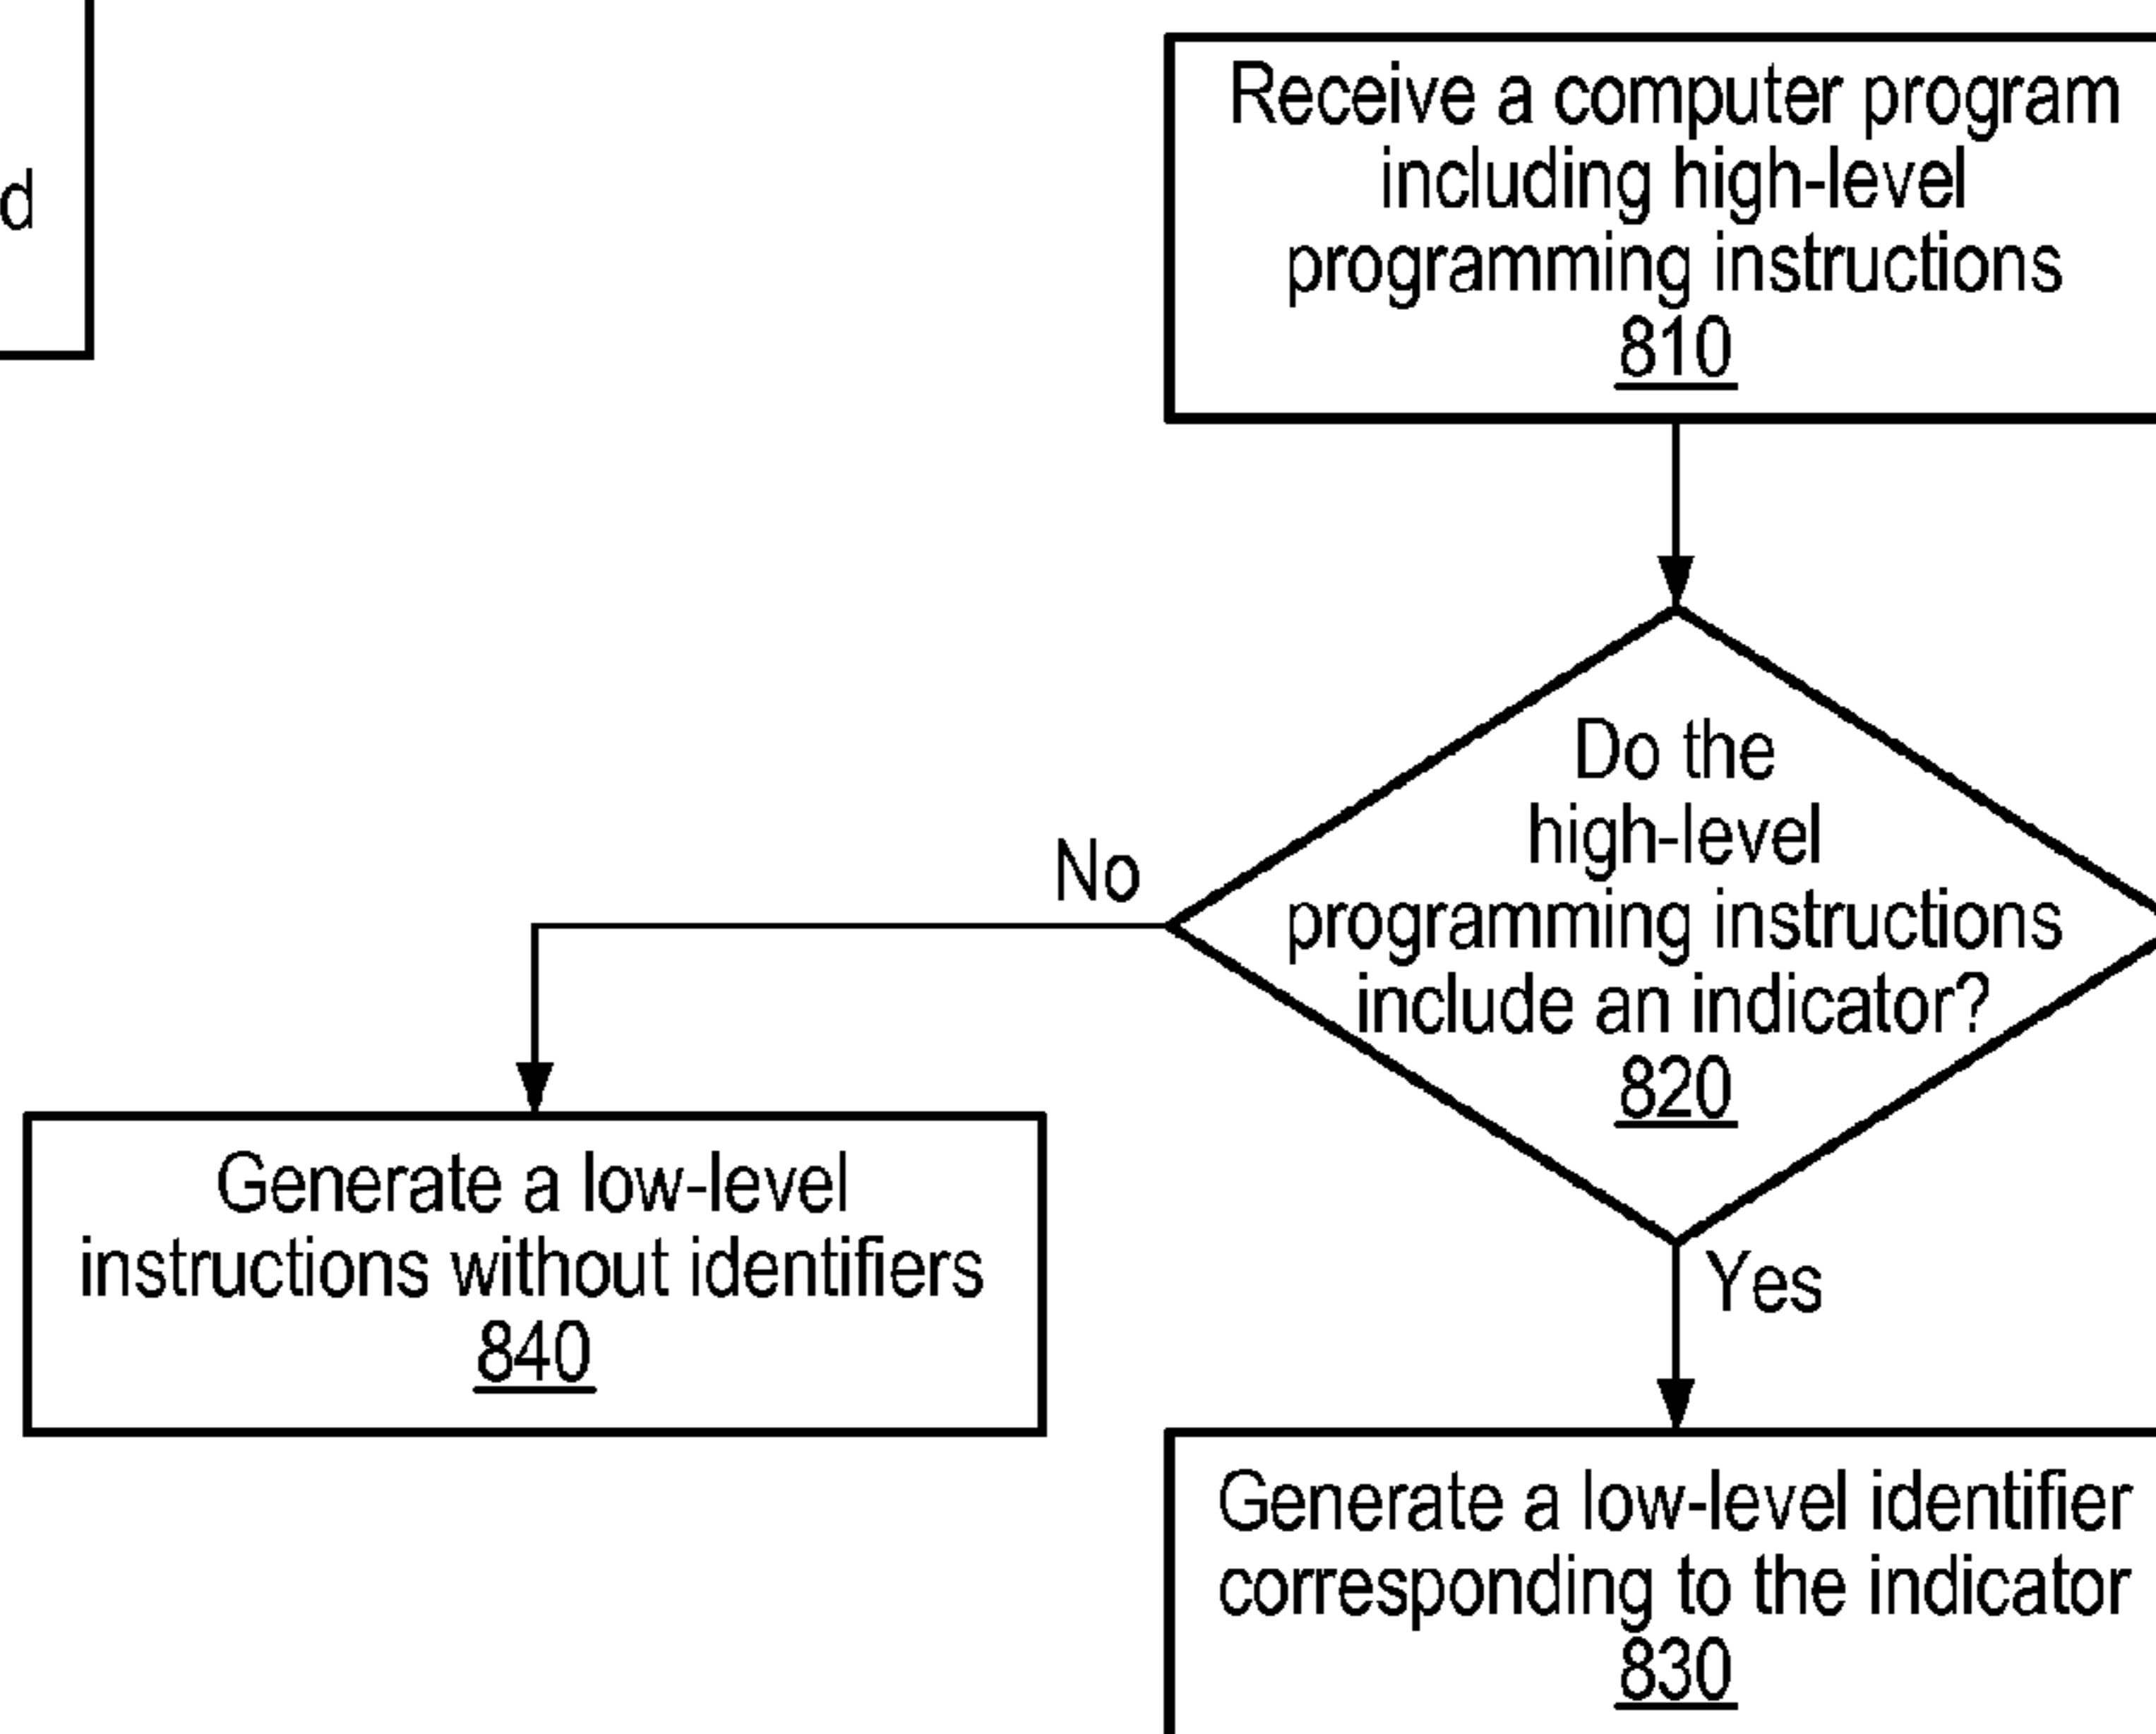 d
Receive a computer program
including high-level
programming instructions
810
Do the
high-level
programming instructions
include an indicator?
820
No
Generate a low-level
instructions without identifiers
840
Yes
Generate a low-level identifier
corresponding to the indicator
830